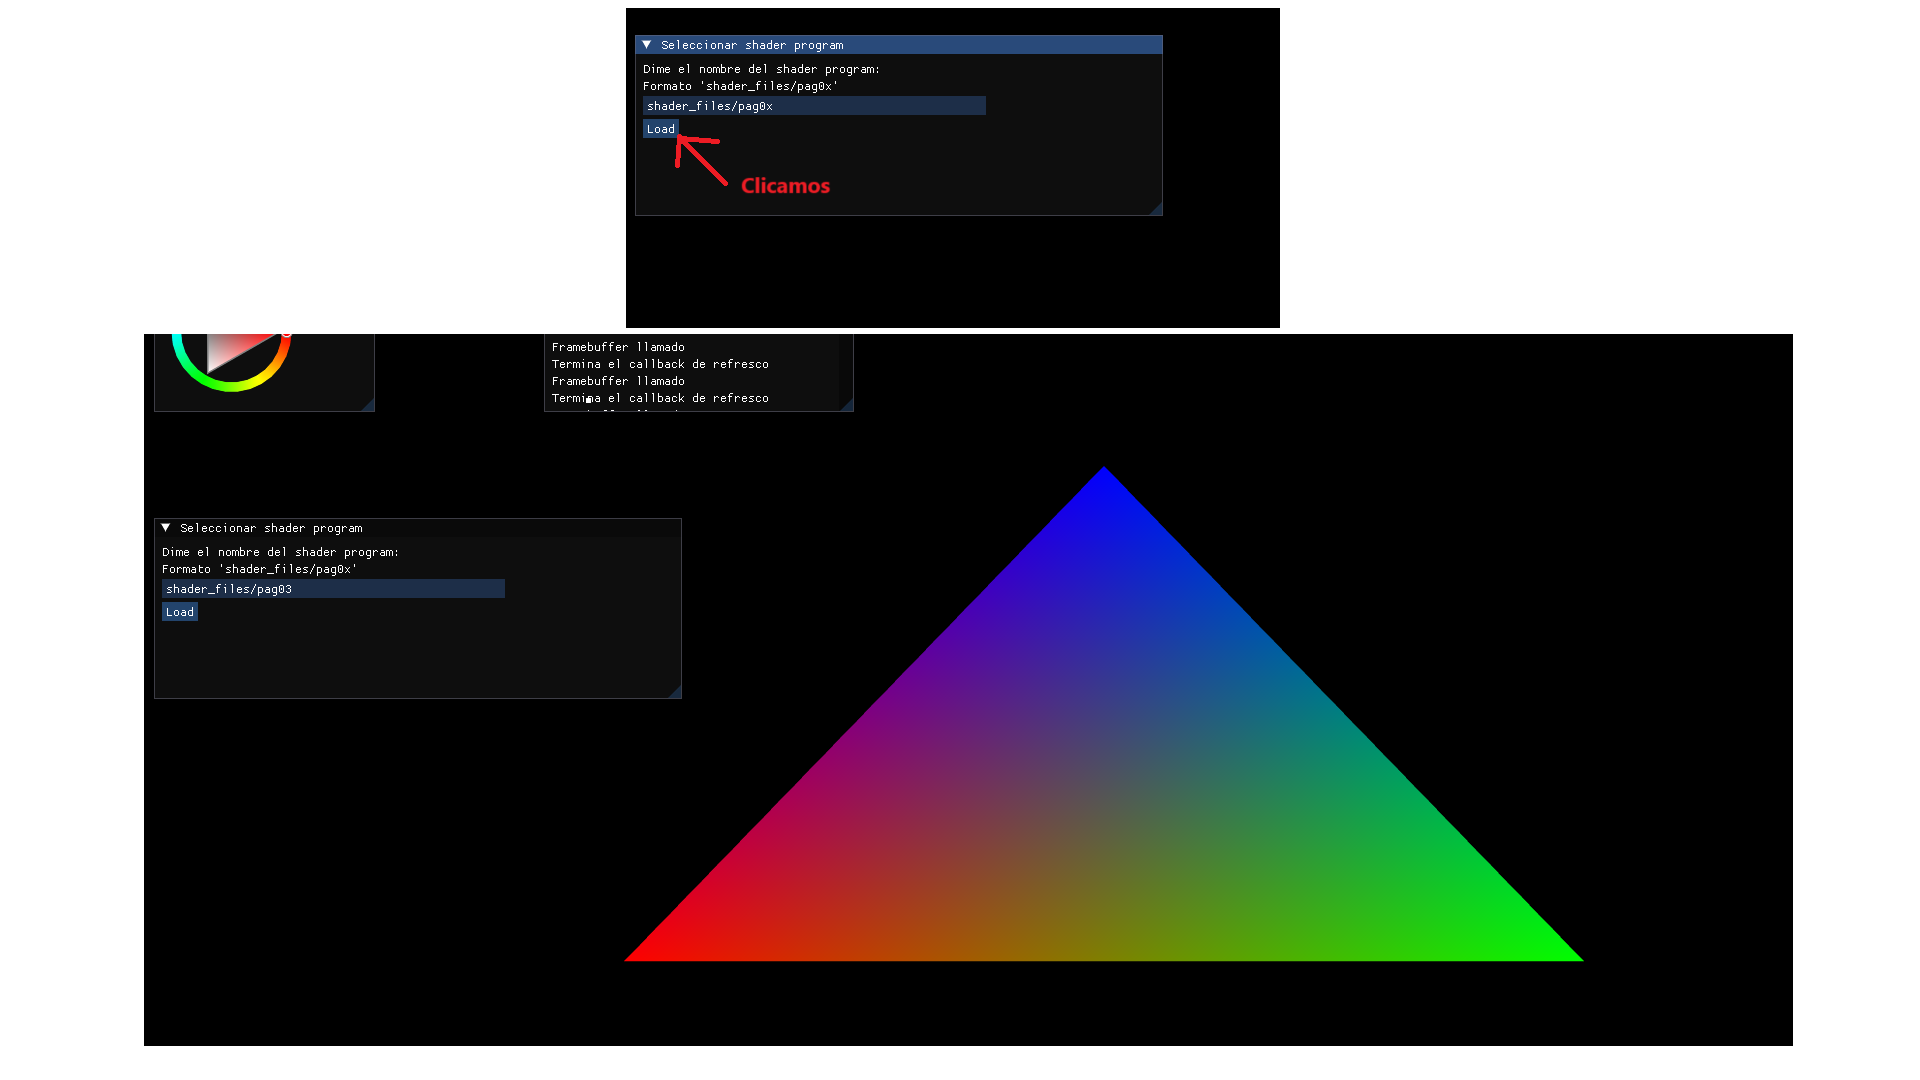 Seleccionar shader program
Dime el nombre del shader program:
Formato 'shader_files/pag0x'
shader_files/pag0x
Load
Clicamos
Framebuffer llamado
Termina el callback de refresco
Framebuffer llamado
Termina el callback de refresco
Seleccionar shader program
Dime el nombre del shader program:
Formato 'shader_files/pag0x'
shader_files/pag03
Load